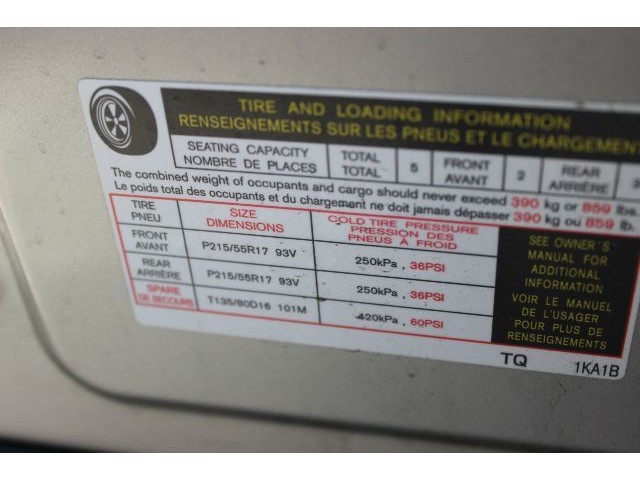 TIRE AND LOADING INFORMATION
RENSEIGNEMENTS SUR LES PNEUS ET LE CHARGEMENT
SEATING CAPACITY TOTAL 5 FRONT 2 REAR
NOMBRE DE PLACES TOTAL AVANT ARRIÈRE
The combined weight of occupants and cargo should never exceed 390 kg or 859 lbs.
Le poids total des occupants et du chargement ne doit jamais dépasser 390 kg ou 859 lb.
TIRE SIZE COLD TIRE PRESSURE
PNEU DIMENSIONS PRESSION DES
PNEUS À FROID
FRONT
AVANT P215/55R17 93V 250kPa , 36PSI
REAR
ARRIÈRE P215/55R17 93V 250kPa , 36PSI
SPARE
DE SECOURS T135/80D16 101M 420kPa , 60PSI
SEE OWNER'S
MANUAL FOR
ADDITIONAL
INFORMATION
VOIR LE MANUEL
DE L'USAGER
POUR PLUS DE
RENSEIGNEMENTS
TQ 1KA1B